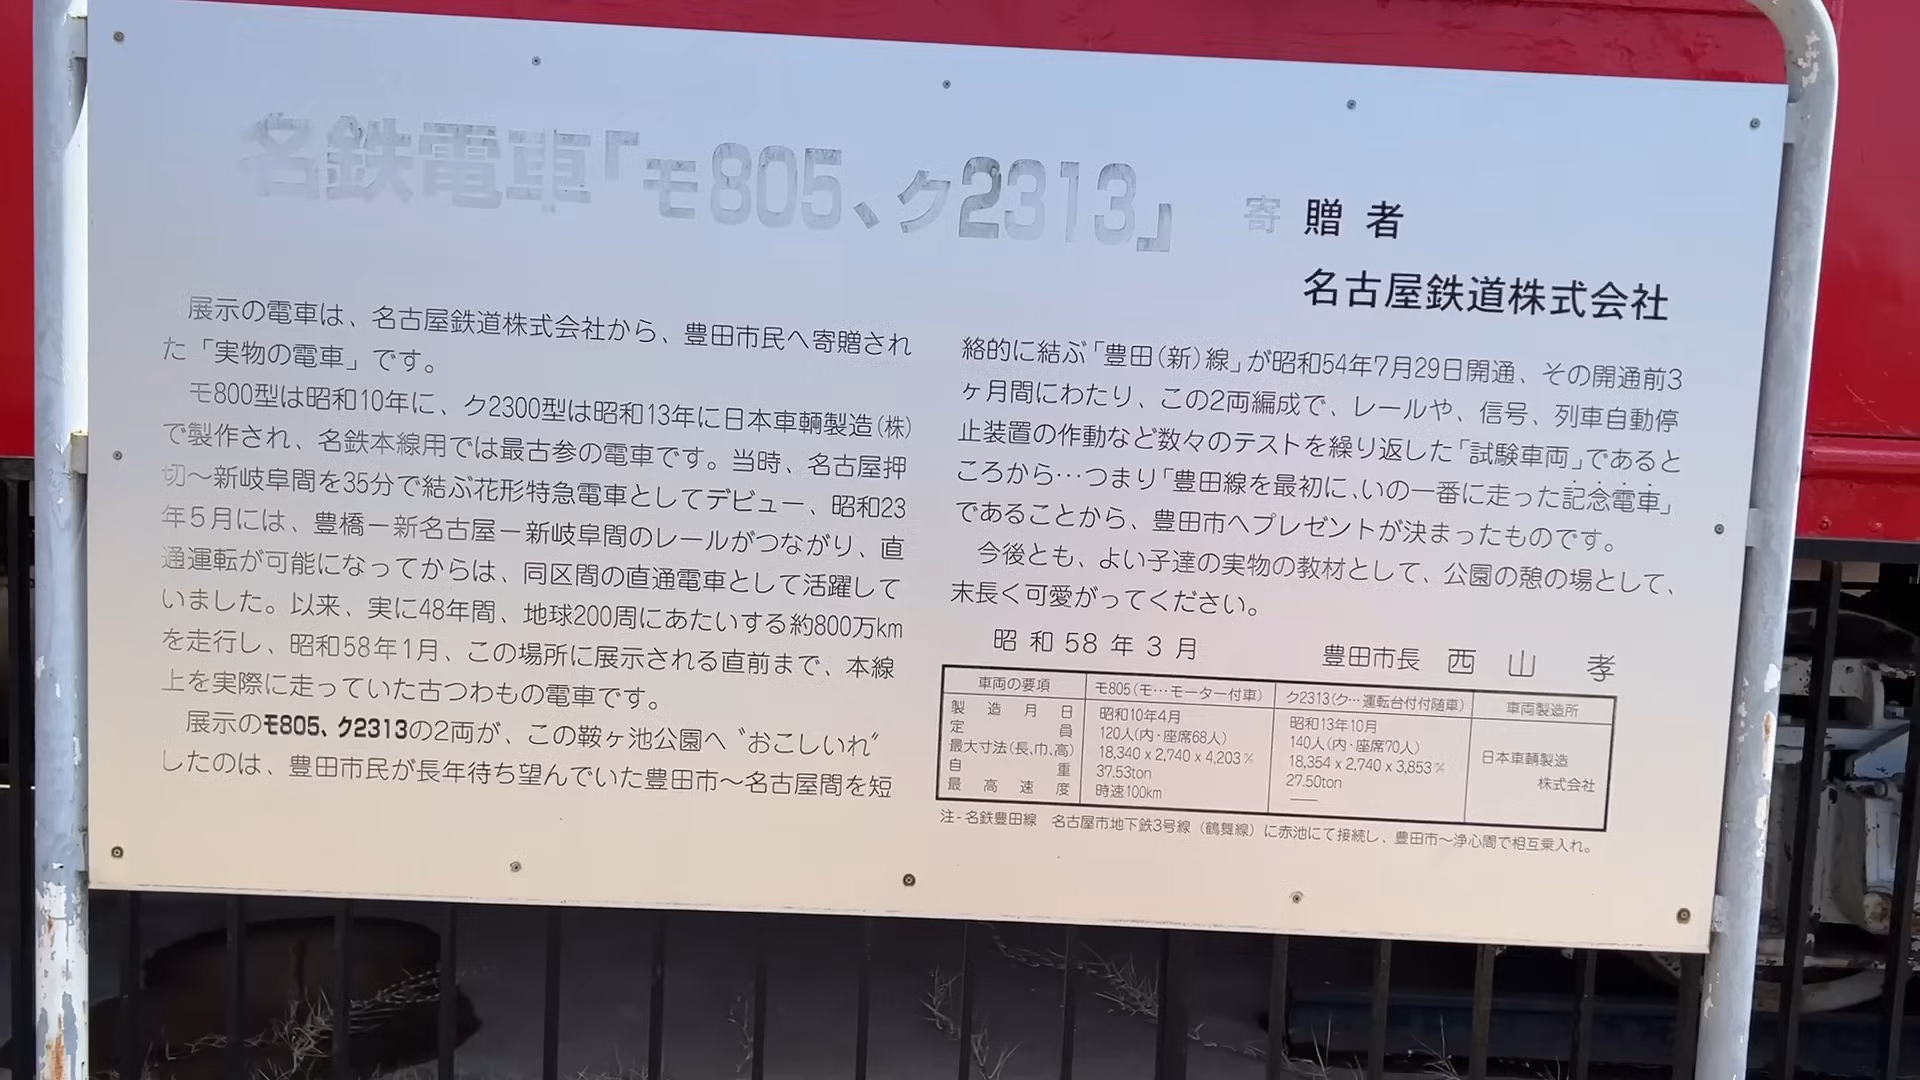 名鉄電車「モ805、ク2313」
寄贈者
名古屋鉄道株式会社
展示の電車は、名古屋鉄道株式会社から、豊田市民へ寄贈され
た「実物の電車」です。
モ800型は昭和10年に、ク2300型は昭和13年に日本車輌製造(株)
で製作され、名鉄本線用では最古参の電車です。当時、名古屋押
切〜新岐阜間を35分で結ぶ花形特急電車としてデビュー、昭和23
年5月には、豊橋－新名古屋－新岐阜間のレールがつながり、直
通運転が可能になってからは、同区間の直通電車として活躍して
いました。以来、実に48年間、地球200周にあたいする約800万km
を走行し、昭和58年1月、この場所に展示される直前まで、本線
上を実際に走っていた古つわもの電車です。
展示のモ805、ク2313の2両が、この鞍ヶ池公園へ〝おこしいれ〟
したのは、豊田市民が長年待ち望んでいた豊田市〜名古屋間を短
絡的に結ぶ「豊田(新)線」が昭和54年7月29日開通、その開通前3
ヶ月間にわたり、この2両編成で、レールや、信号、列車自動停
止装置の作動など数々のテストを繰り返した「試験車両」であると
ころから…つまり「豊田線を最初に、いの一番に走った記念電車」
であることから、豊田市へプレゼントが決まったものです。
今後とも、よい子達の実物の教材として、公園の憩の場として、
末長く可愛がってください。
昭和58年3月 豊田市長 西山 孝
車両の要項 モ805(モ…モーター付車) ク2313(ク…運転台付付随車) 車両製造所
製造月日 昭和10年4月 昭和13年10月
定員 120人(内・座席68人) 140人(内・座席70人)
最大寸法(長、巾、高) 18,340 x 2,740 x 4,203㎜ 18,354 x 2,740 x 3,853㎜
自重 37.53ton 27.50ton
最高速度 時速100km ―
日本車輌製造
株式会社
注-名鉄豊田線 名古屋市地下鉄3号線(鶴舞線)に赤池にて接続し、豊田市〜浄心間で相互乗入れ。